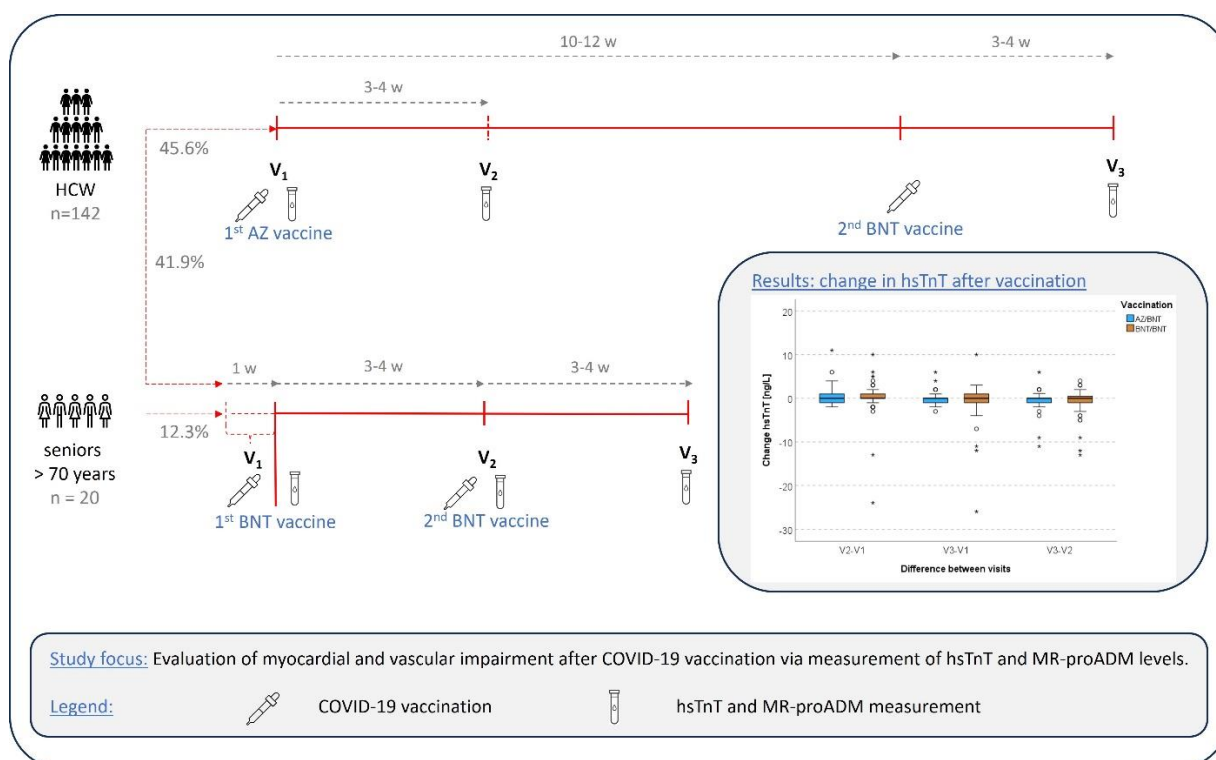 10-12 w
3-4 w
3-4 w
45.6%
HCW
n=142
V1
V2
V3
1st AZ vaccine
2nd BNT vaccine
41.9%
Results: change in hsTnT after vaccination
Vaccination
AZ/BNT
BNT/BNT
20
10
0
-10
-20
-30
Change hsTnT [ng/L]
V2-V1
V3-V1
V3-V2
Difference between visits
1 w
3-4 w
3-4 w
12.3%
seniors
> 70 years
n = 20
V1
V2
V3
1st BNT vaccine
2nd BNT vaccine
Study focus: Evaluation of myocardial and vascular impairment after COVID-19 vaccination via measurement of hsTnT and MR-proADM levels.
Legend:
COVID-19 vaccination
hsTnT and MR-proADM measurement